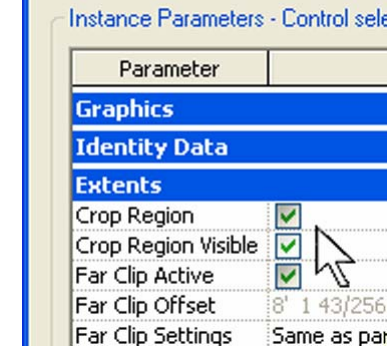 Instance Parameters - Control sele
Parameter
Graphics
Identity Data
Extents
Crop Region
Crop Region Visible
Far Clip Active
Far Clip Offset 8' 1 43/256
Far Clip Settings Same as par